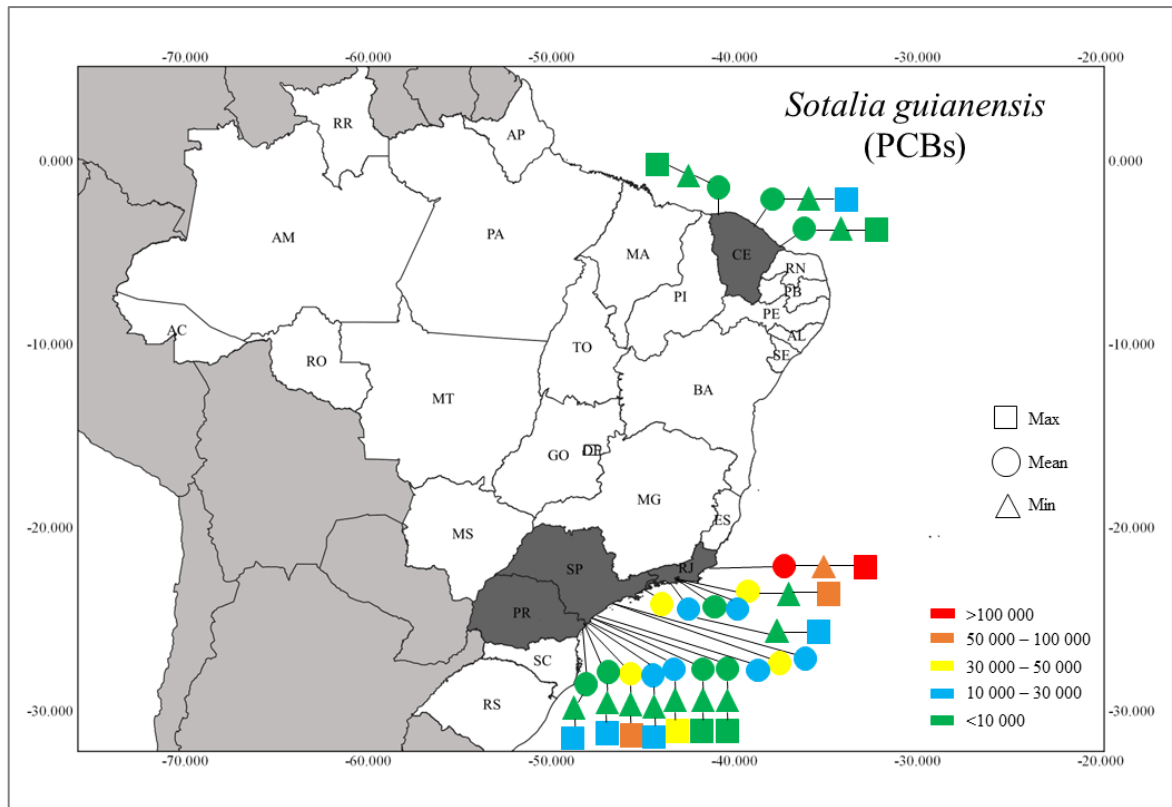 -70.000 -60.000 -50.000 -40.000 -30.000 -20.000
Sotalia guianensis
(PCBs)
RR
AP
0.000 0.000
AM
PA
MA
CE
RN
PI
PB
PE
AC
AL
-10.000 -10.000
SE
RO
TO
BA
MT
Max
GO
DF
Mean
MG
Min
ES
-20.000 -20.000
MS
SP
RJ
PR
>100 000
50 000 – 100 000
SC
30 000 – 50 000
10 000 – 30 000
RS
-30.000 -30.000
<10 000
-70.000 -60.000 -50.000 -40.000 -30.000 -20.000